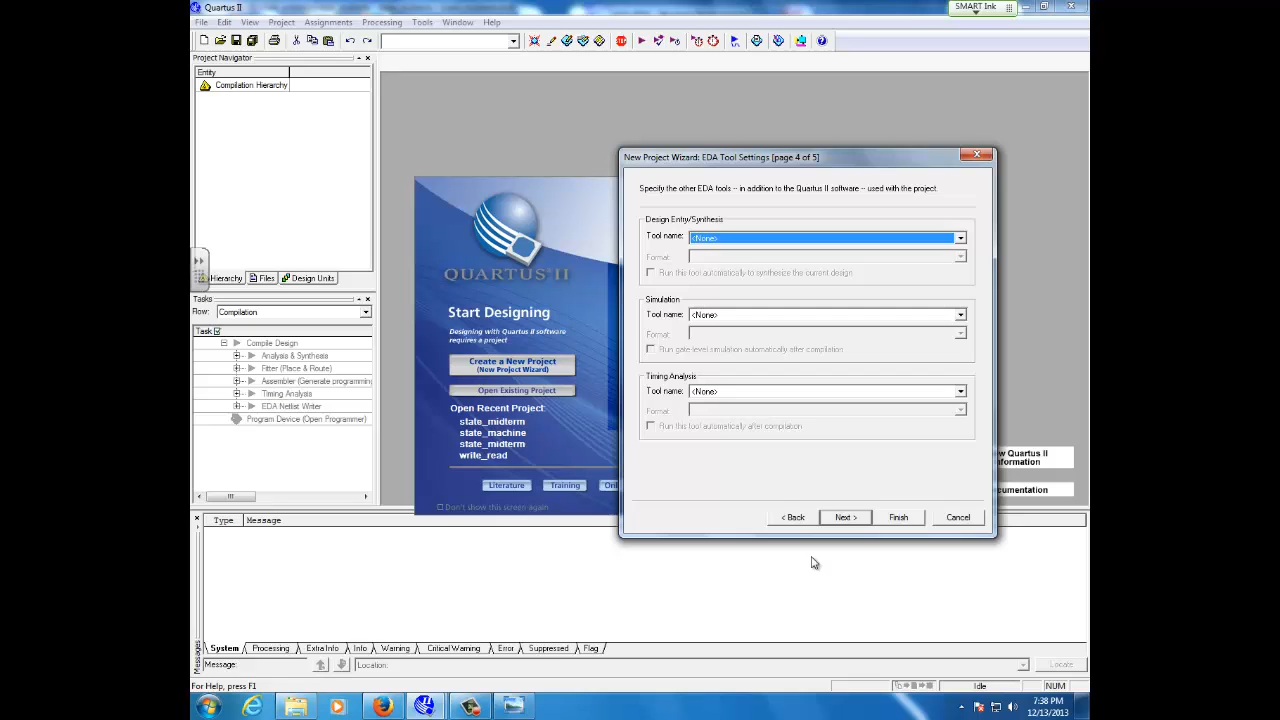 Quartus II
SMART Ink
File Edit View Project Assignments Processing Tools Window Help
Project Navigator
Entity
Compilation Hierarchy
Hierarchy Files Design Units
Tasks
Flow: Compilation
Task
Compile Design
Analysis & Synthesis
Fitter (Place & Route)
Assembler (Generate programming
Timing Analysis
EDA Netlist Writer
Program Device (Open Programmer)
QUARTUS® II
Start Designing
Designing with Quartus II software
requires a project
Create a New Project
(New Project Wizard)
Open Existing Project
Open Recent Project:
state_midterm
state_machine
state_midterm
write_read
Literature Training Onl
Don't show this screen again
New Project Wizard: EDA Tool Settings [page 4 of 5]
Specify the other EDA tools -- in addition to the Quartus II software -- used with the project.
Design Entry/Synthesis
Tool name: <None>
Format:
Run this tool automatically to synthesize the current design
Simulation
Tool name: <None>
Format:
Run gate-level simulation automatically after compilation
Timing Analysis
Tool name: <None>
Format:
Run this tool automatically after compilation
< Back Next > Finish Cancel
w Quartus II
nformation
cumentation
Type Message
System Processing Extra Info Info Warning Critical Warning Error Suppressed Flag
Messages
Message: Location: Locate
For Help, press F1 Idle NUM
7:38 PM
12/13/2013